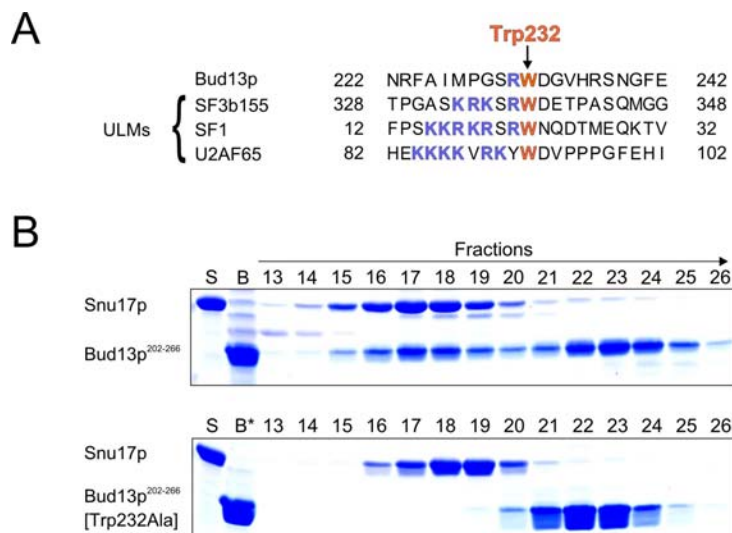 A
Trp232
Bud13p 222 NRFAIMPGSRWDGVHRSNGFE 242
SF3b155 328 TPGASKRKSRWDETPASQMGG 348
ULMs { SF1 12 FPSKKRKRSRWNQDTMEQKTV 32
U2AF65 82 HEKKKKVRKYWDVPPPGFEHI 102
B
Fractions
S B 13 14 15 16 17 18 19 20 21 22 23 24 25 26
Snu17p
Bud13p²⁰²⁻²⁶⁶
S B* 13 14 15 16 17 18 19 20 21 22 23 24 25 26
Snu17p
Bud13p²⁰²⁻²⁶⁶
[Trp232Ala]